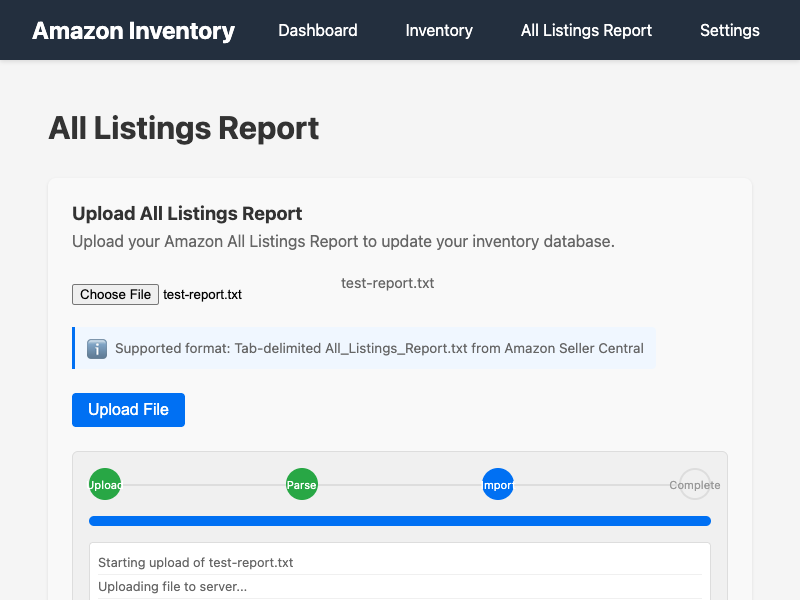 Amazon Inventory Dashboard Inventory All Listings Report Settings
All Listings Report
Upload All Listings Report
Upload your Amazon All Listings Report to update your inventory database.
Choose File test-report.txt
test-report.txt
Supported format: Tab-delimited All_Listings_Report.txt from Amazon Seller Central
Upload File
Upload Parse Import Complete
Starting upload of test-report.txt
Uploading file to server...